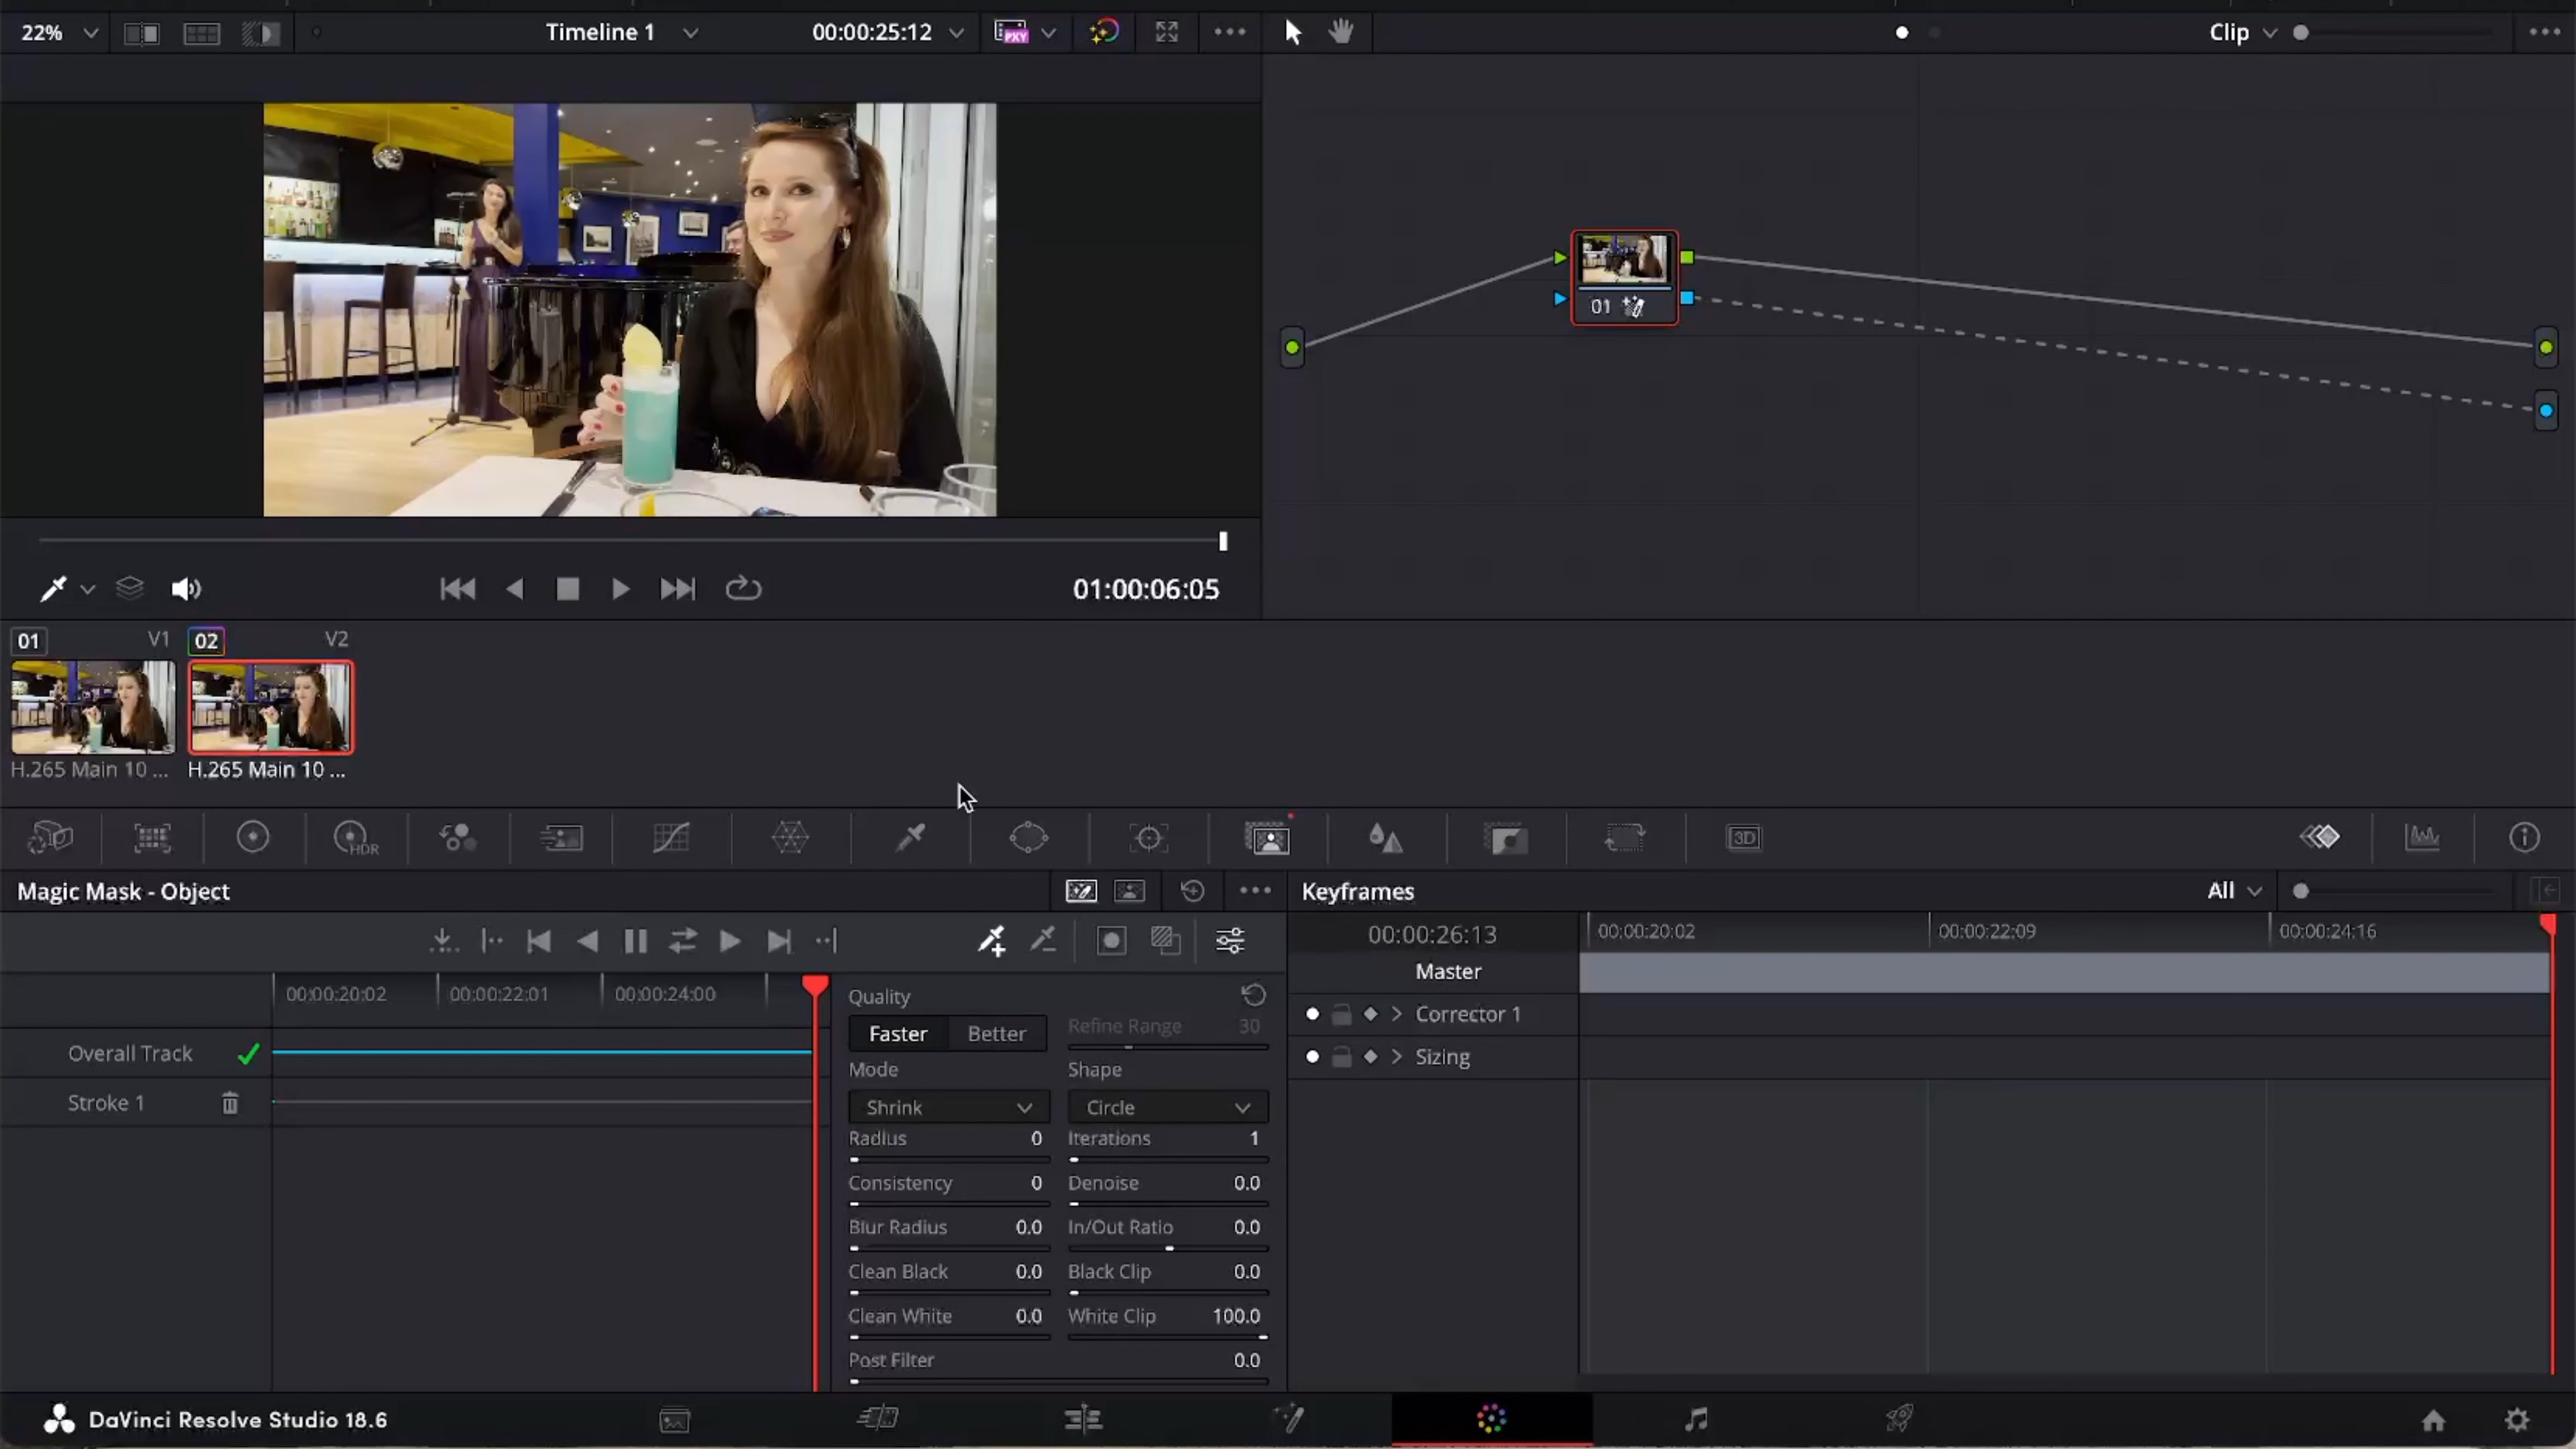 22%
Timeline 1
00:00:25:12
PXY
Clip
01:00:06:05
01 V1
02 V2
01
H.265 Main 10 ...
H.265 Main 10 ...
HDR
3D
Magic Mask - Object
Keyframes
All
00:00:20:02
00:00:22:01
00:00:24:00
Overall Track
Stroke 1
Quality
Faster
Better
Refine Range 30
Mode
Shape
Shrink
Circle
Radius 0
Iterations 1
Consistency 0
Denoise 0.0
Blur Radius 0.0
In/Out Ratio 0.0
Clean Black 0.0
Black Clip 0.0
Clean White 0.0
White Clip 100.0
Post Filter 0.0
00:00:26:13
00:00:20:02
00:00:22:09
00:00:24:16
Master
Corrector 1
Sizing
DaVinci Resolve Studio 18.6